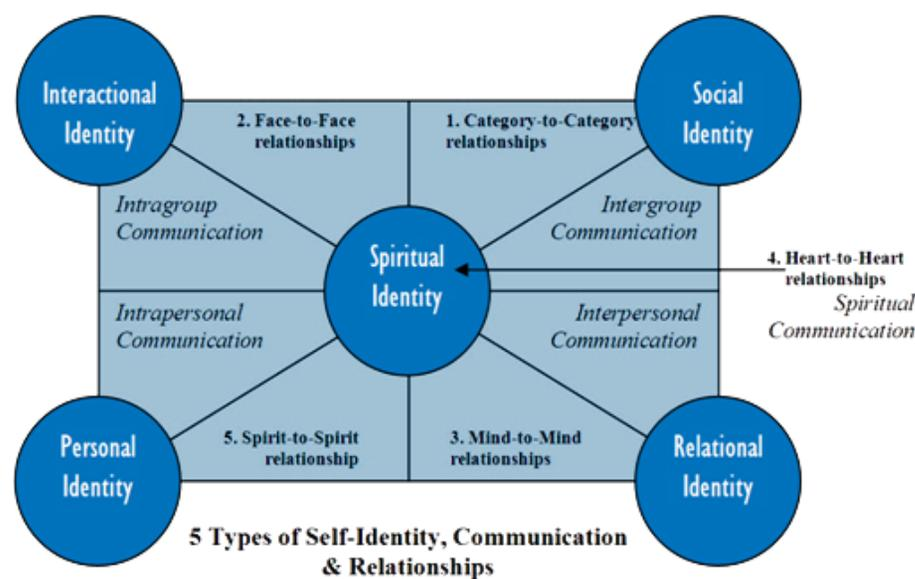 Interactional
Identity
2. Face-to-Face
relationships
1. Category-to-Category
relationships
Social
Identity
Intragroup
Communication
Intergroup
Communication
Spiritual
Identity
4. Heart-to-Heart
relationships
Spiritual
Communication
Intrapersonal
Communication
Interpersonal
Communication
Personal
Identity
5. Spirit-to-Spirit
relationship
3. Mind-to-Mind
relationships
Relational
Identity
5 Types of Self-Identity, Communication
& Relationships